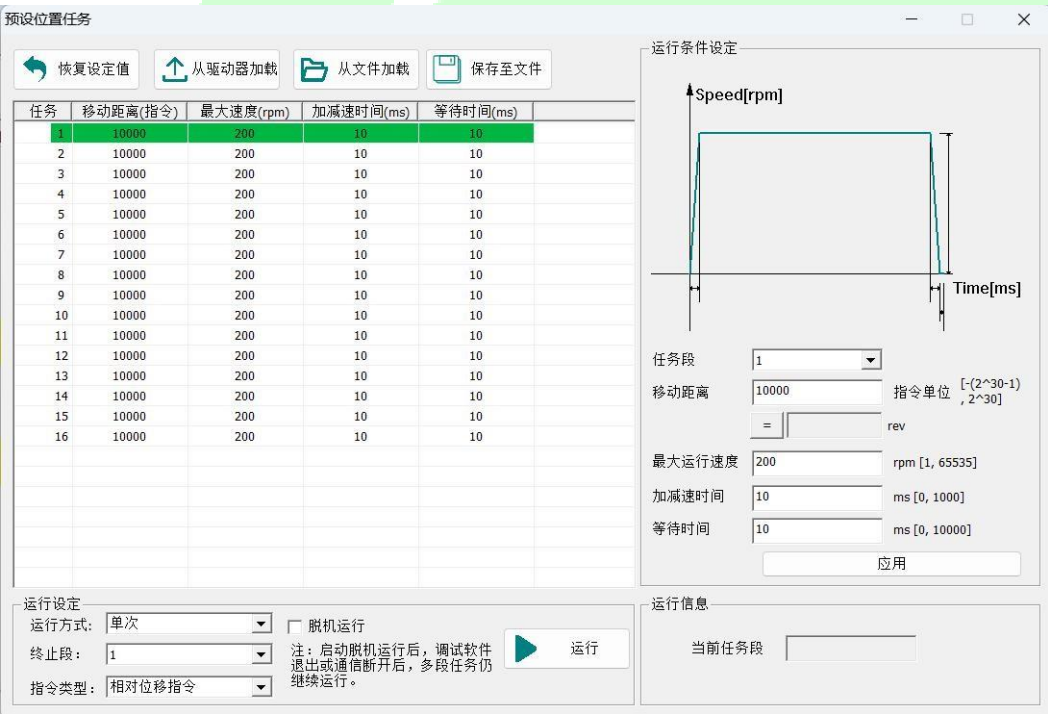 预设位置任务
恢复设定值 从驱动器加载 从文件加载 保存至文件
任务 移动距离(指令) 最大速度(rpm) 加减速时间(ms) 等待时间(ms)
1 10000 200 10 10
2 10000 200 10 10
3 10000 200 10 10
4 10000 200 10 10
5 10000 200 10 10
6 10000 200 10 10
7 10000 200 10 10
8 10000 200 10 10
9 10000 200 10 10
10 10000 200 10 10
11 10000 200 10 10
12 10000 200 10 10
13 10000 200 10 10
14 10000 200 10 10
15 10000 200 10 10
16 10000 200 10 10
运行条件设定
Speed[rpm]
Time[ms]
任务段 1
移动距离 10000 指令单位 [-(2^30-1)
, 2^30]
= rev
最大运行速度 200 rpm [1, 65535]
加减速时间 10 ms [0, 1000]
等待时间 10 ms [0, 10000]
应用
运行设定
运行方式: 单次
终止段: 1
指令类型: 相对位移指令
脱机运行
注：启动脱机运行后，调试软件
退出或通信断开后，多段任务仍
继续运行。
运行
运行信息
当前任务段